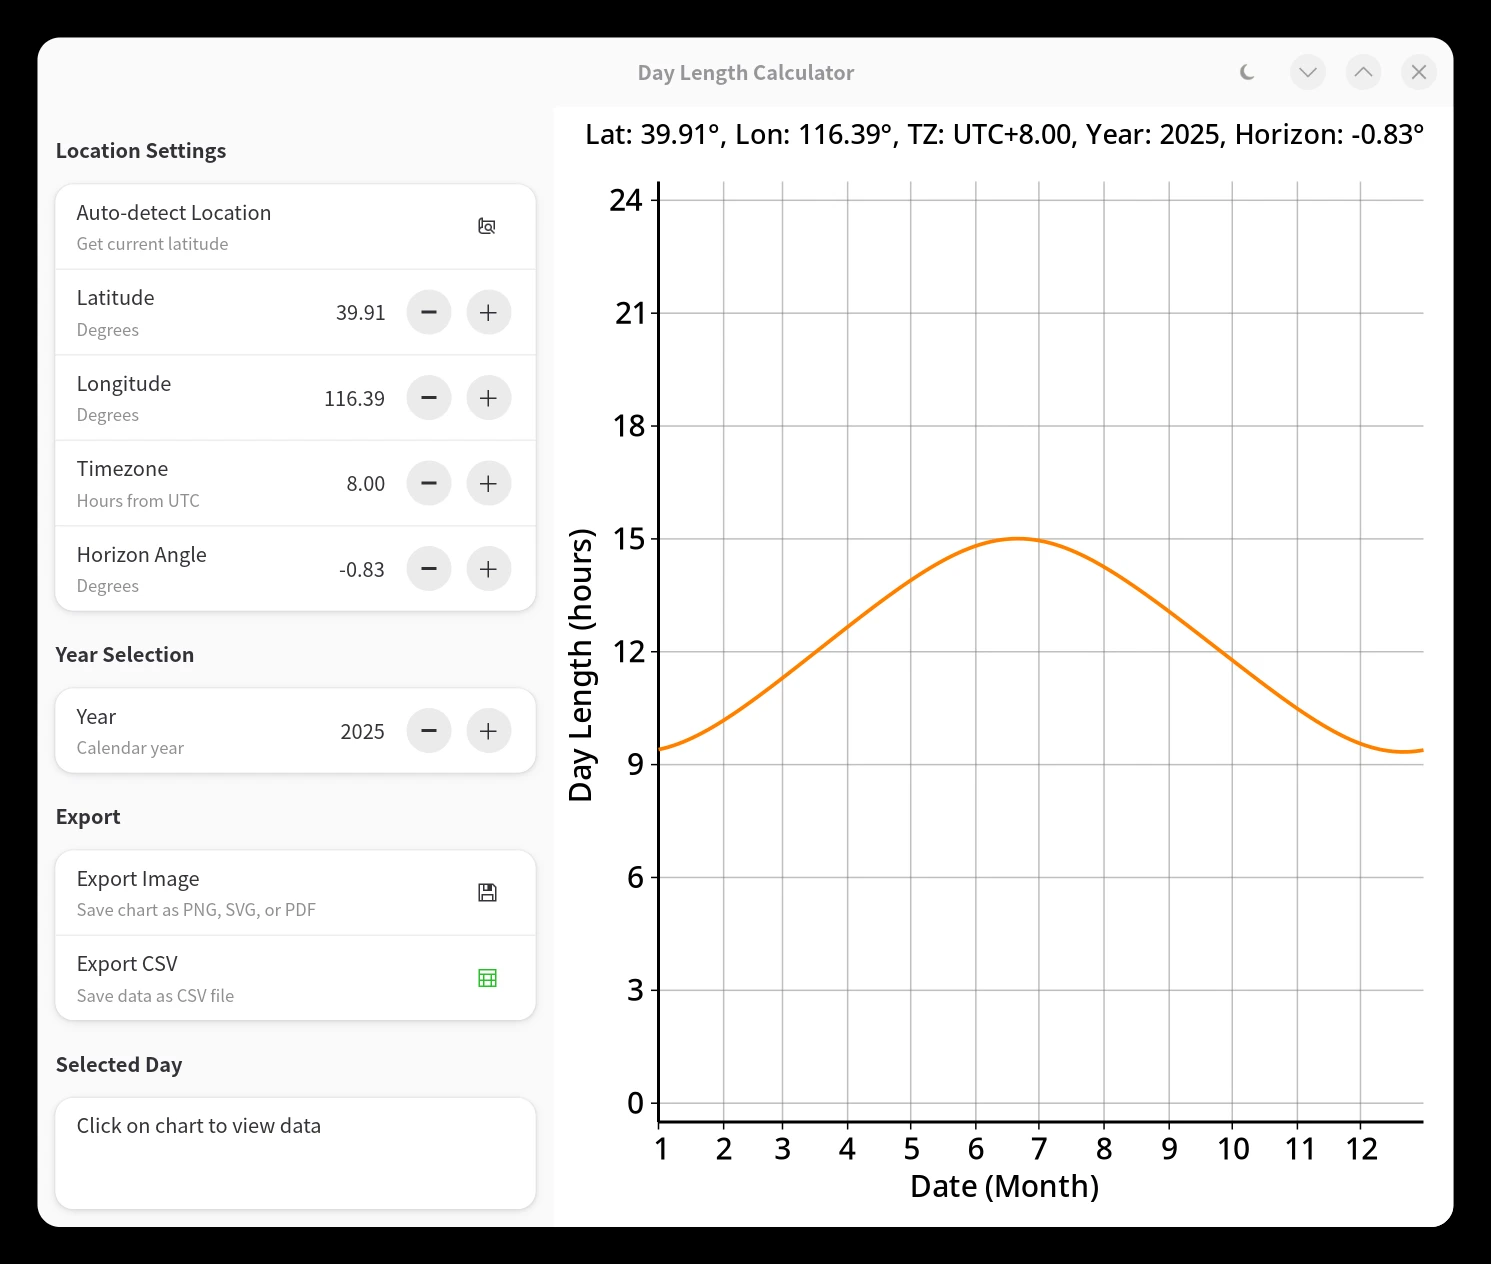 Day Length Calculator
Location Settings
Auto-detect Location
Get current latitude
Latitude
Degrees
39.91
Longitude
Degrees
116.39
Timezone
Hours from UTC
8.00
Horizon Angle
Degrees
-0.83
Year Selection
Year
Calendar year
2025
Export
Export Image
Save chart as PNG, SVG, or PDF
Export CSV
Save data as CSV file
Selected Day
Click on chart to view data
Lat: 39.91°, Lon: 116.39°, TZ: UTC+8.00, Year: 2025, Horizon: -0.83°
Day Length (hours)
24
21
18
15
12
9
6
3
0
1 2 3 4 5 6 7 8 9 10 11 12
Date (Month)